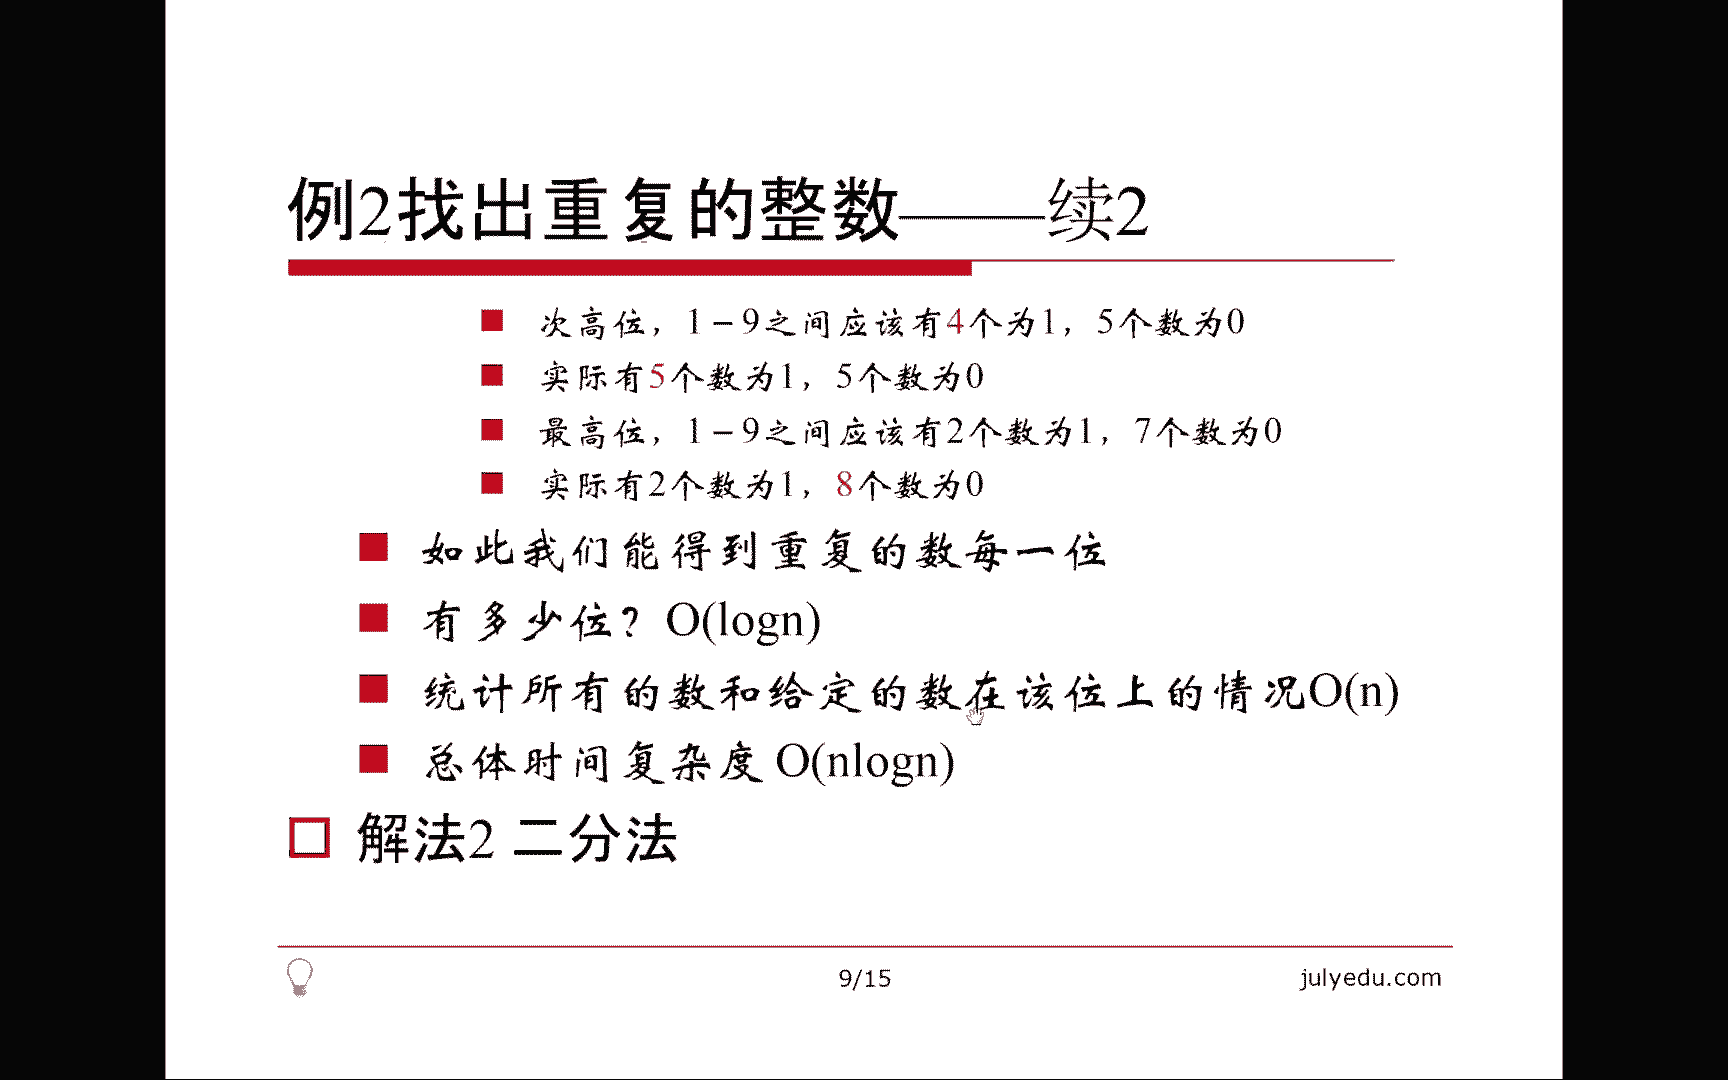 例2找出重复的整数——续2
次高位，1－9之间应该有4个为1，5个数为0
实际有5个数为1，5个数为0
最高位，1－9之间应该有2个数为1，7个数为0
实际有2个数为1，8个数为0
如此我们能得到重复的数每一位
有多少位？O(logn)
统计所有的数和给定的数在该位上的情况O(n)
总体时间复杂度 O(nlogn)
解法2 二分法
9/15
julyedu.com